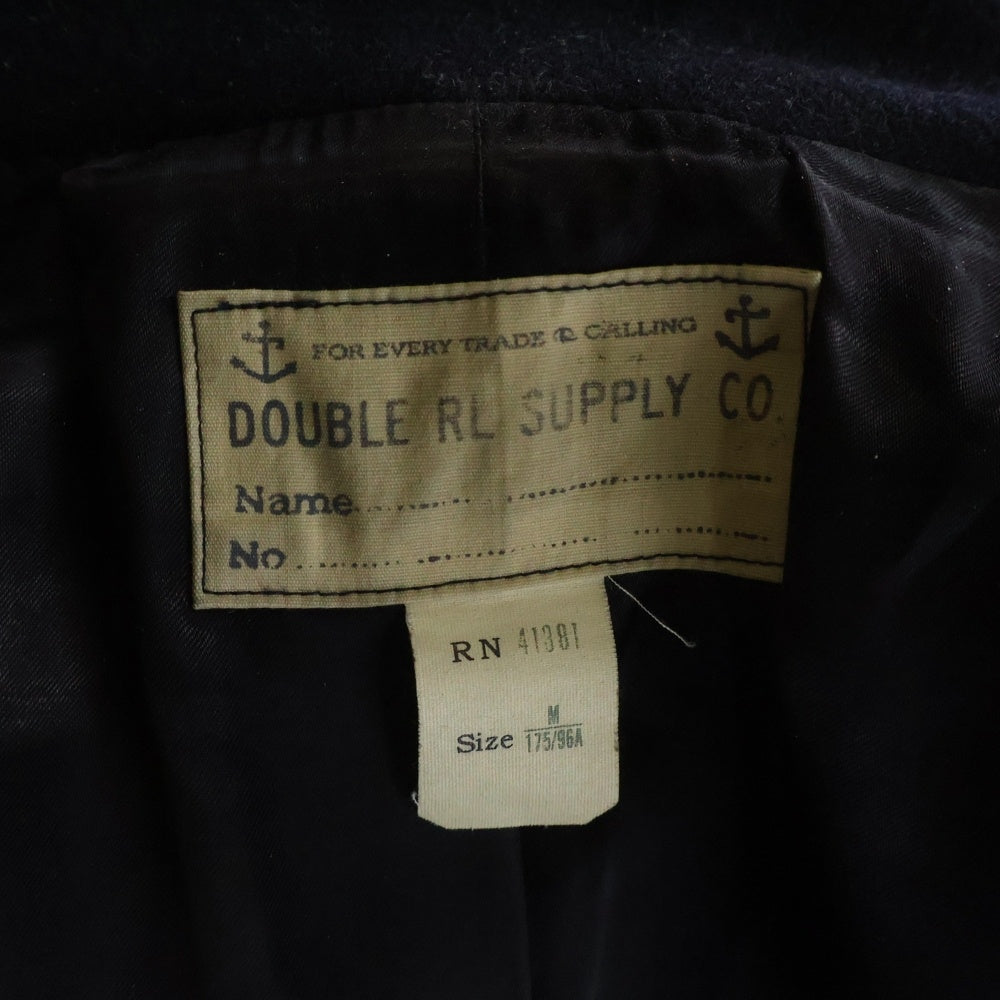 FOR EVERY TRADE & CALLING
DOUBLE RL SUPPLY CO.
Name
No
RN 41381
M
Size 175/96A